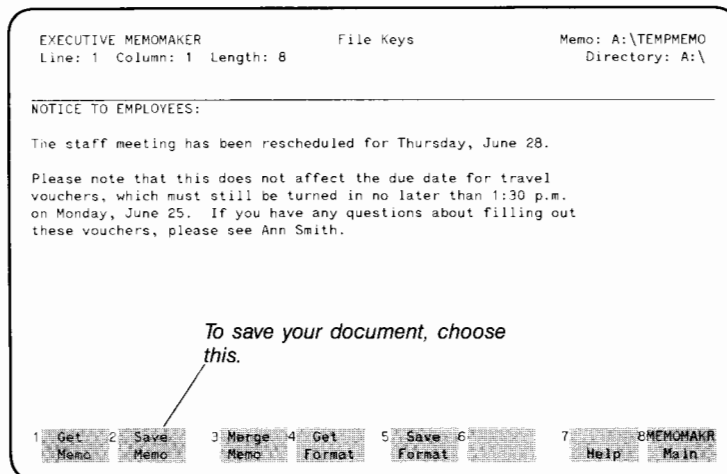 EXECUTIVE MEMOMAKER File Keys Memo: A:\TEMPMEMO
Line: 1 Column: 1 Length: 8 Directory: A:\
NOTICE TO EMPLOYEES:
The staff meeting has been rescheduled for Thursday, June 28.
Please note that this does not affect the due date for travel
vouchers, which must still be turned in no later than 1:30 p.m.
on Monday, June 25. If you have any questions about filling out
these vouchers, please see Ann Smith.
To save your document, choose
this.
1 Get 2 Save 3 Merge 4 Get 5 Save 6 7 8MEMOMAKR
Memo Memo Memo Format Format Help Main